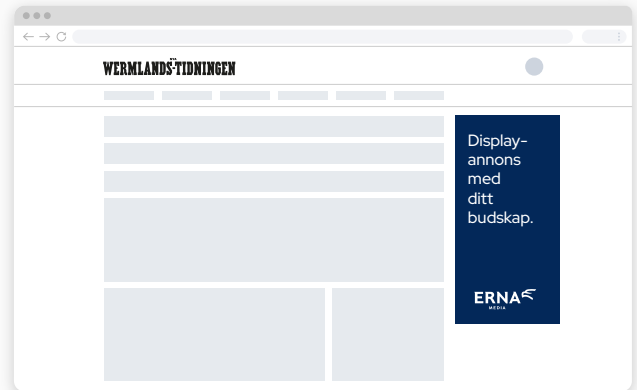 WERMLANDS-TIDNINGEN
Display-
annons
med
ditt
budskap.
ERNA
MEDIA